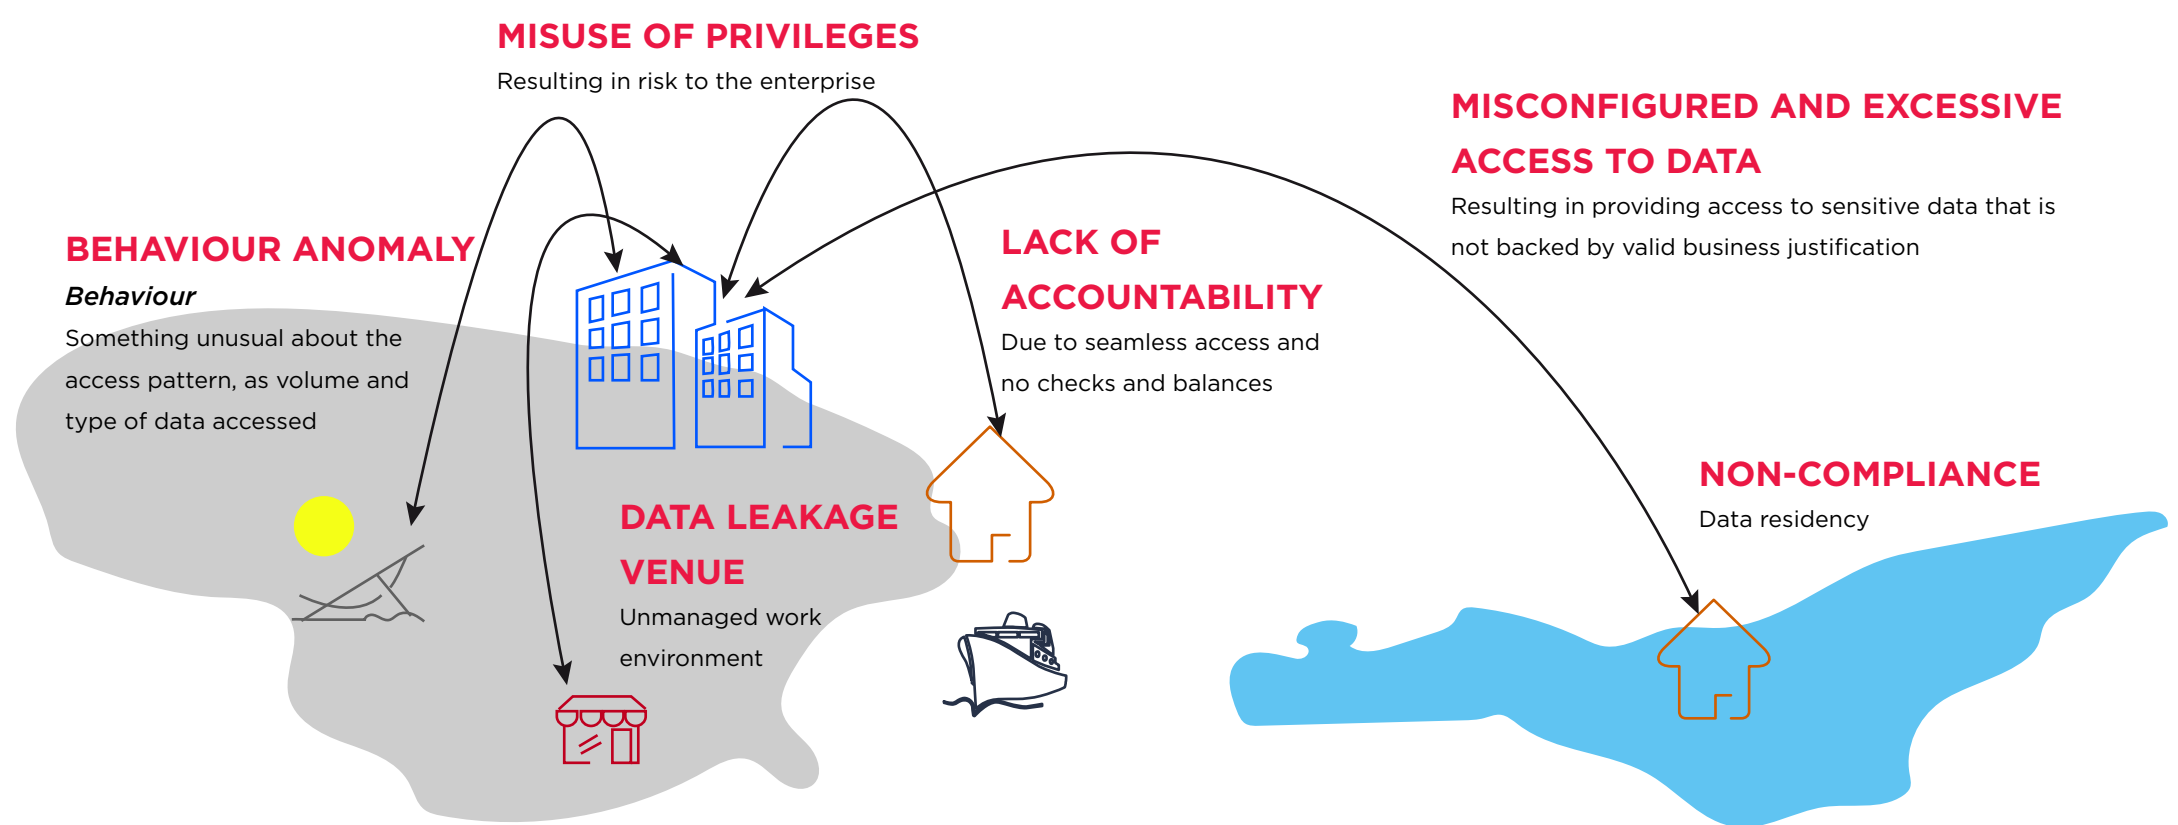 MISUSE OF PRIVILEGES
Resulting in risk to the enterprise
MISCONFIGURED AND EXCESSIVE
ACCESS TO DATA
Resulting in providing access to sensitive data that is
not backed by valid business justification
BEHAVIOUR ANOMALY
Behaviour
Something unusual about the
access pattern, as volume and
type of data accessed
LACK OF
ACCOUNTABILITY
Due to seamless access and
no checks and balances
DATA LEAKAGE
VENUE
Unmanaged work
environment
NON-COMPLIANCE
Data residency